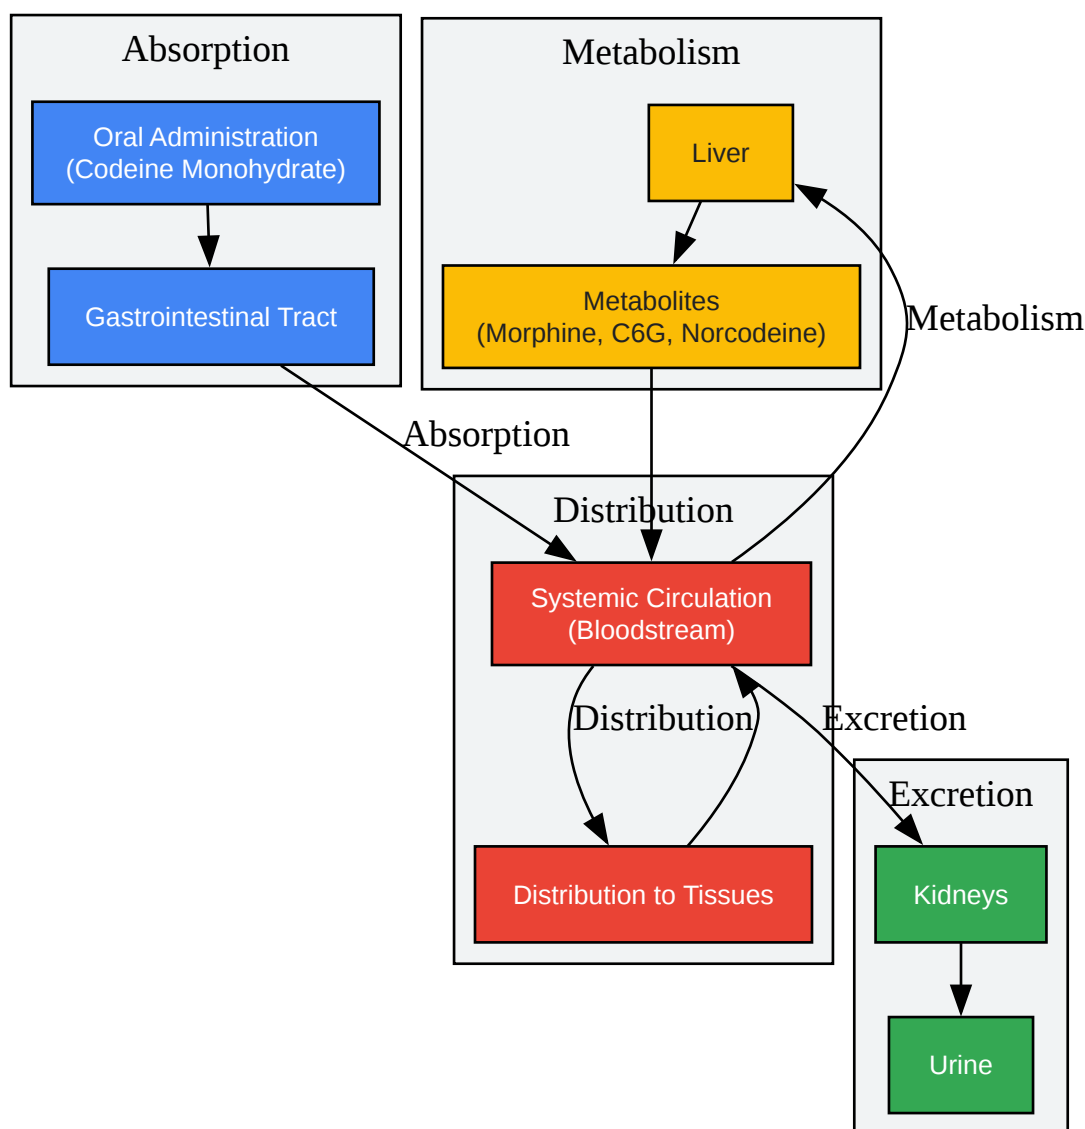 Absorption
Oral Administration
(Codeine Monohydrate)
Gastrointestinal Tract
Metabolism
Liver
Metabolites
(Morphine, C6G, Norcodeine)
Metabolism
Absorption
Distribution
Systemic Circulation
(Bloodstream)
Distribution
Excretion
Distribution to Tissues
Excretion
Kidneys
Urine